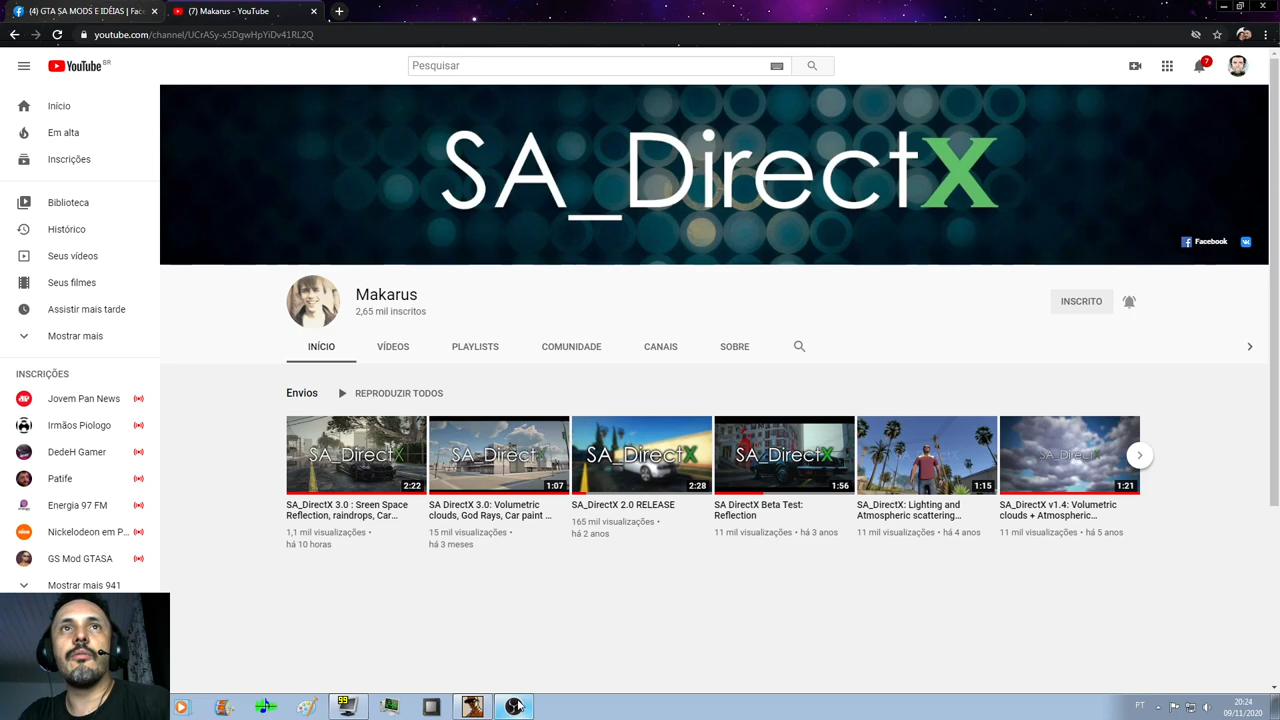 (4) GTA SA MODS E IDÉIAS | Fac
(7) Makarus - YouTube
youtube.com/channel/UCrASy-x5DgwHpYiDv41RL2Q
YouTube BR
Pesquisar
7
Início
Em alta
Inscrições
Biblioteca
Histórico
Seus vídeos
Seus filmes
Assistir mais tarde
Mostrar mais
INSCRIÇÕES
Jovem Pan News
Irmãos Piologo
DedeH Gamer
Patife
Energia 97 FM
Nickelodeon em P...
GS Mod GTASA
Mostrar mais 941
SA_DirectX
Facebook
Makarus
2,65 mil inscritos
INSCRITO
INÍCIO
VÍDEOS
PLAYLISTS
COMUNIDADE
CANAIS
SOBRE
Envios
REPRODUZIR TODOS
SA_DirectX
2:22
SA_DirectX 3.0 : Sreen Space
Reflection, raindrops, Car...
1,1 mil visualizações •
há 10 horas
SA_DirectX
1:07
SA DirectX 3.0: Volumetric
clouds, God Rays, Car paint ...
15 mil visualizações •
há 3 meses
SA_DirectX
2:28
SA_DirectX 2.0 RELEASE
165 mil visualizações •
há 2 anos
SA_DirectX
1:56
SA DirectX Beta Test:
Reflection
11 mil visualizações • há 3 anos
1:15
SA_DirectX: Lighting and
Atmospheric scattering...
11 mil visualizações • há 4 anos
SA_DirectX
1:21
SA_DirectX v1.4: Volumetric
clouds + Atmospheric...
11 mil visualizações • há 5 anos
99
PT
20:24
09/11/2020